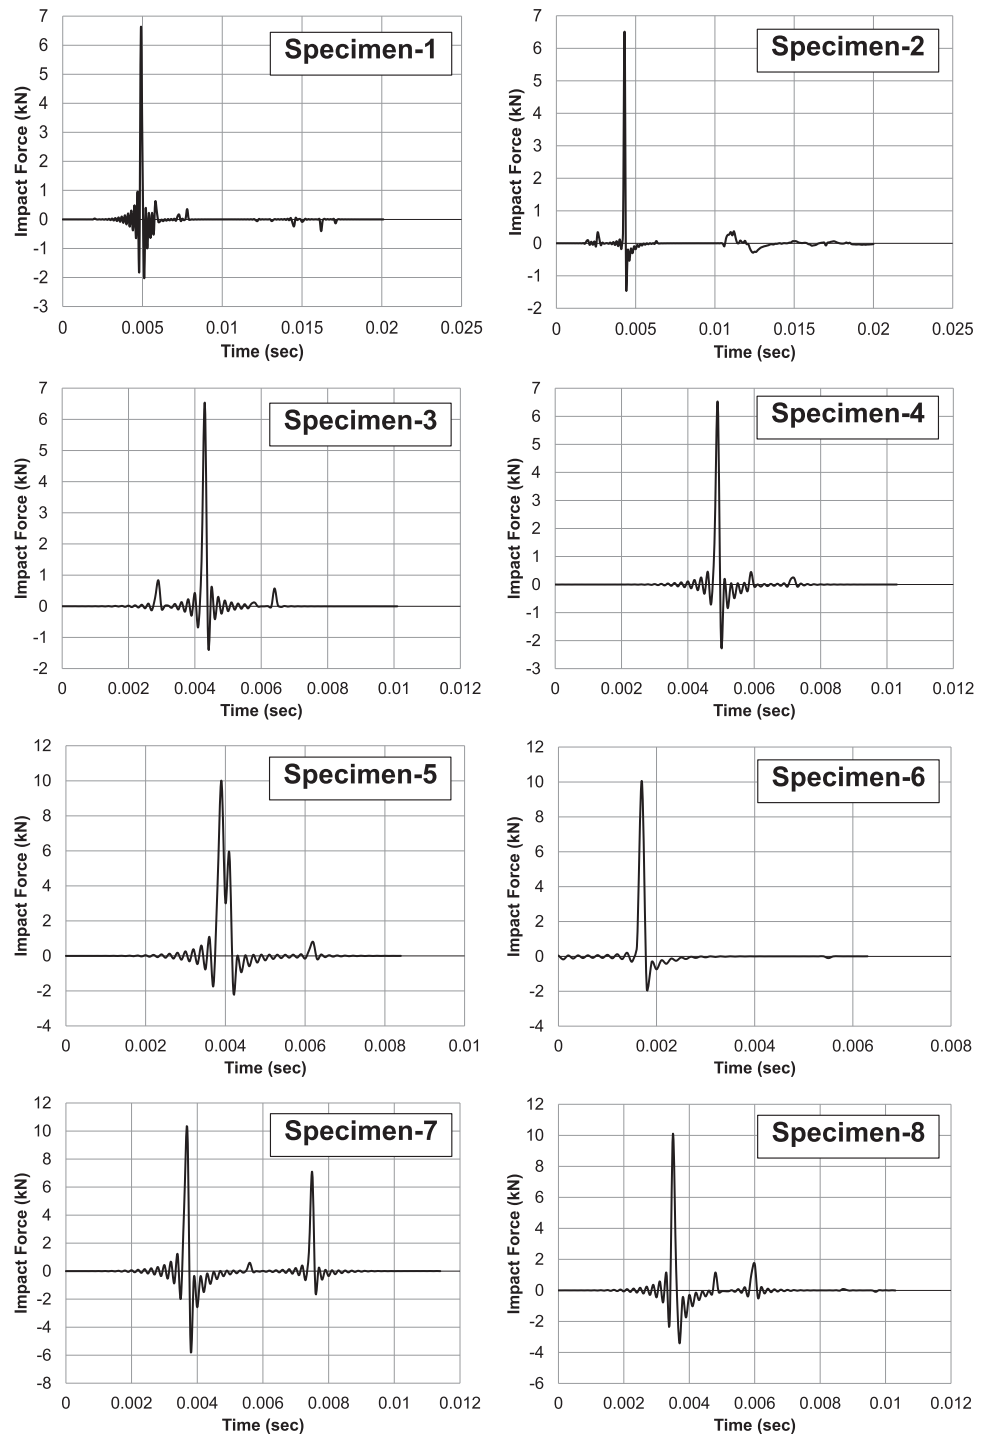 Specimen-1
Impact Force (kN)
7
6
5
4
3
2
1
0
-1
-2
-3
0 0.005 0.01 0.015 0.02 0.025
Time (sec)
Specimen-2
Impact Force (kN)
7
6
5
4
3
2
1
0
-1
-2
0 0.005 0.01 0.015 0.02 0.025
Time (sec)
Specimen-3
Impact Force (kN)
7
6
5
4
3
2
1
0
-1
-2
0 0.002 0.004 0.006 0.008 0.01 0.012
Time (sec)
Specimen-4
Impact Force (kN)
7
6
5
4
3
2
1
0
-1
-2
-3
0 0.002 0.004 0.006 0.008 0.01 0.012
Time (sec)
Specimen-5
Impact Force (kN)
12
10
8
6
4
2
0
-2
-4
0 0.002 0.004 0.006 0.008 0.01
Time (sec)
Specimen-6
Impact Force (kN)
12
10
8
6
4
2
0
-2
-4
0 0.002 0.004 0.006 0.008
Time (sec)
Specimen-7
Impact Force (kN)
12
10
8
6
4
2
0
-2
-4
-6
-8
0 0.002 0.004 0.006 0.008 0.01 0.012
Time (sec)
Specimen-8
Impact Force (kN)
12
10
8
6
4
2
0
-2
-4
-6
0 0.002 0.004 0.006 0.008 0.01 0.012
Time (sec)